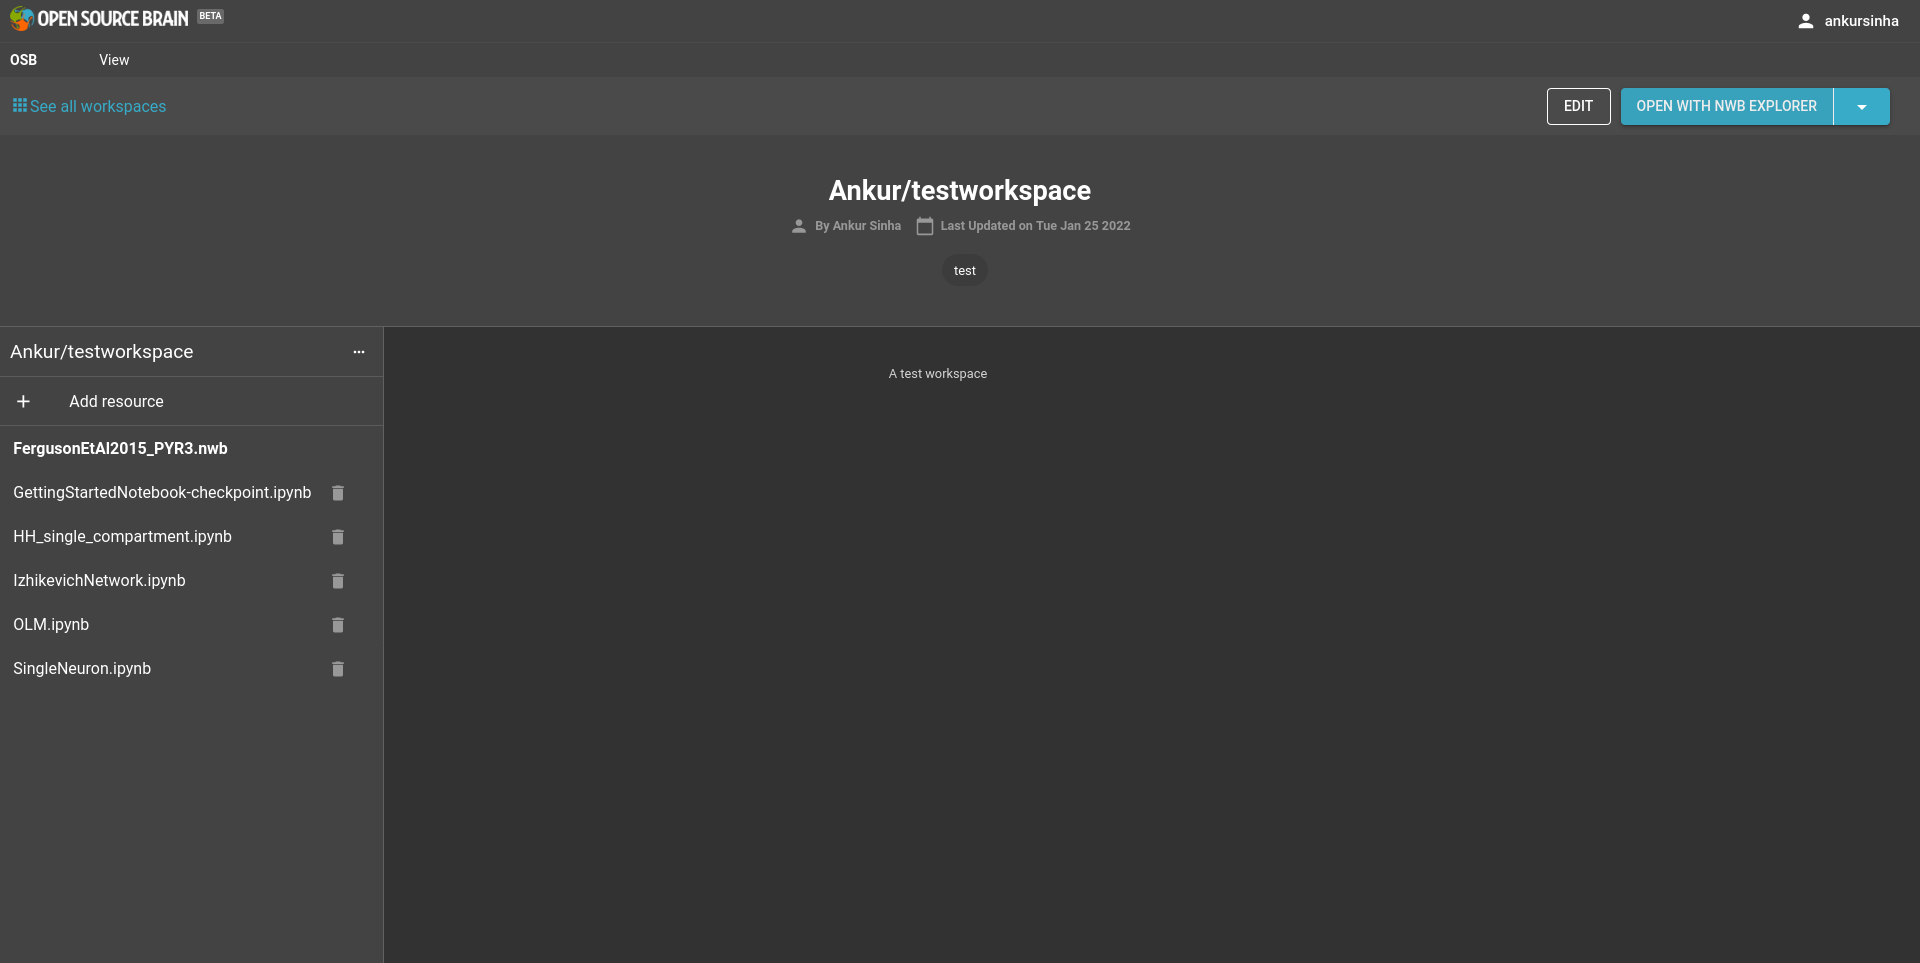 OPEN SOURCE BRAIN BETA
ankursinha
OSB View
See all workspaces
EDIT
OPEN WITH NWB EXPLORER
Ankur/testworkspace
By Ankur Sinha Last Updated on Tue Jan 25 2022
test
Ankur/testworkspace
Add resource
FergusonEtAl2015_PYR3.nwb
GettingStartedNotebook-checkpoint.ipynb
HH_single_compartment.ipynb
IzhikevichNetwork.ipynb
OLM.ipynb
SingleNeuron.ipynb
A test workspace